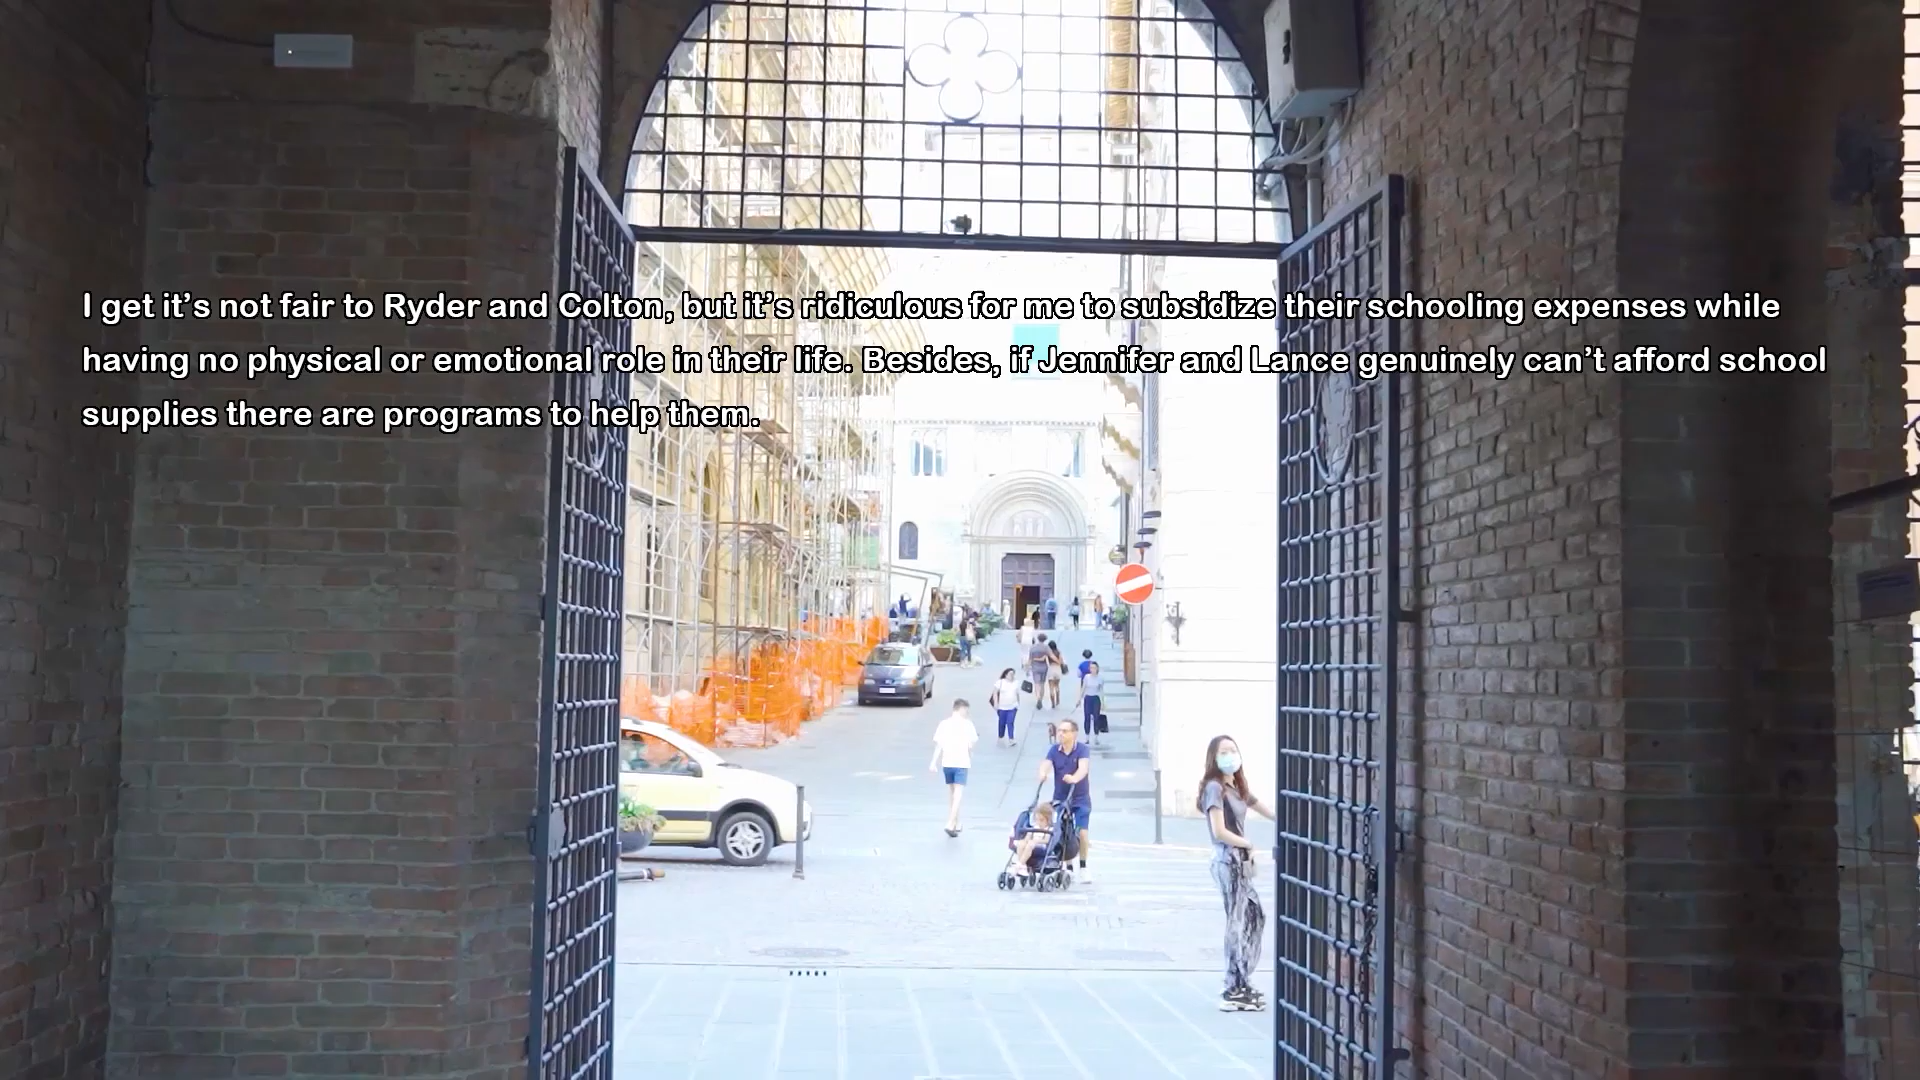 I get it’s not fair to Ryder and Colton, but it’s ridiculous for me to subsidize their schooling expenses while
having no physical or emotional role in their life. Besides, if Jennifer and Lance genuinely can’t afford school
supplies there are programs to help them.